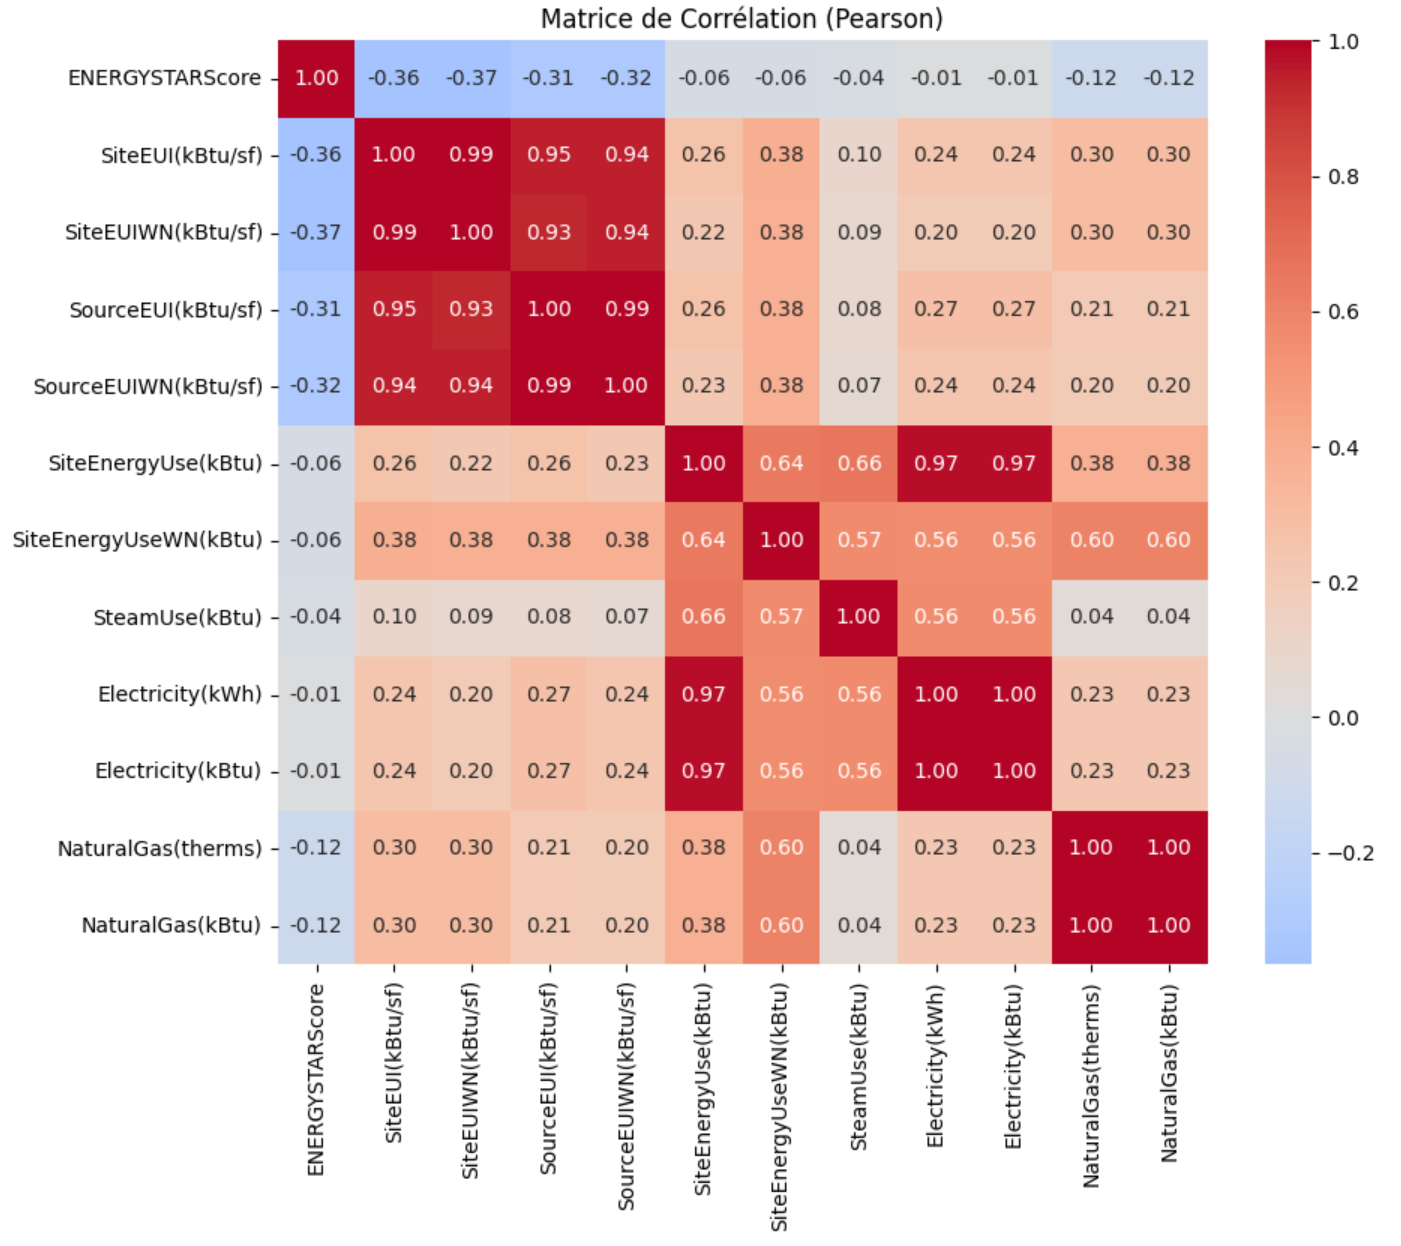 Matrice de Corrélation (Pearson)
ENERGYSTARScore 1.00 -0.36 -0.37 -0.31 -0.32 -0.06 -0.06 -0.04 -0.01 -0.01 -0.12 -0.12
SiteEUI(kBtu/sf) -0.36 1.00 0.99 0.95 0.94 0.26 0.38 0.10 0.24 0.24 0.30 0.30
SiteEUIWN(kBtu/sf) -0.37 0.99 1.00 0.93 0.94 0.22 0.38 0.09 0.20 0.20 0.30 0.30
SourceEUI(kBtu/sf) -0.31 0.95 0.93 1.00 0.99 0.26 0.38 0.08 0.27 0.27 0.21 0.21
SourceEUIWN(kBtu/sf) -0.32 0.94 0.94 0.99 1.00 0.23 0.38 0.07 0.24 0.24 0.20 0.20
SiteEnergyUse(kBtu) -0.06 0.26 0.22 0.26 0.23 1.00 0.64 0.66 0.97 0.97 0.38 0.38
SiteEnergyUseWN(kBtu) -0.06 0.38 0.38 0.38 0.38 0.64 1.00 0.57 0.56 0.56 0.60 0.60
SteamUse(kBtu) -0.04 0.10 0.09 0.08 0.07 0.66 0.57 1.00 0.56 0.56 0.04 0.04
Electricity(kWh) -0.01 0.24 0.20 0.27 0.24 0.97 0.56 0.56 1.00 1.00 0.23 0.23
Electricity(kBtu) -0.01 0.24 0.20 0.27 0.24 0.97 0.56 0.56 1.00 1.00 0.23 0.23
NaturalGas(therms) -0.12 0.30 0.30 0.21 0.20 0.38 0.60 0.04 0.23 0.23 1.00 1.00
NaturalGas(kBtu) -0.12 0.30 0.30 0.21 0.20 0.38 0.60 0.04 0.23 0.23 1.00 1.00
ENERGYSTARScore
SiteEUI(kBtu/sf)
SiteEUIWN(kBtu/sf)
SourceEUI(kBtu/sf)
SourceEUIWN(kBtu/sf)
SiteEnergyUse(kBtu)
SiteEnergyUseWN(kBtu)
SteamUse(kBtu)
Electricity(kWh)
Electricity(kBtu)
NaturalGas(therms)
NaturalGas(kBtu)
1.0
0.8
0.6
0.4
0.2
0.0
−0.2